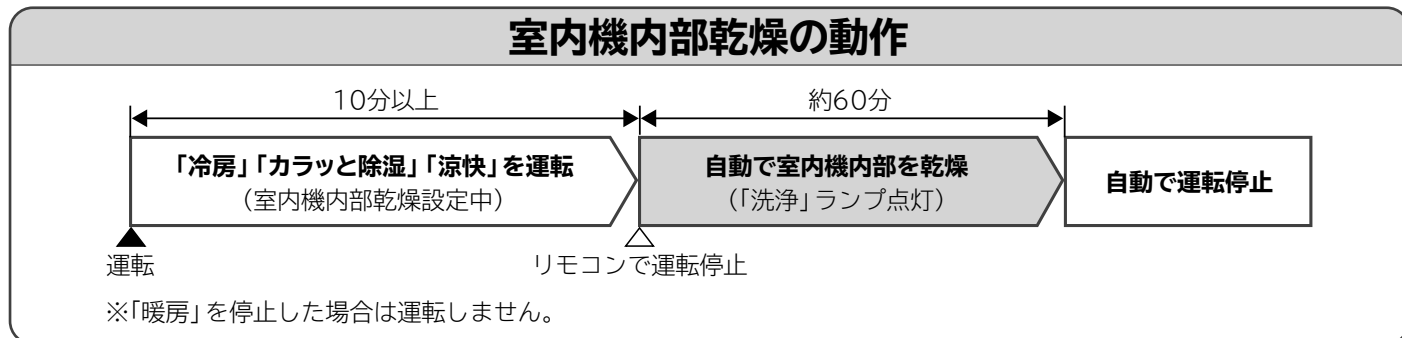 室内機内部乾燥の動作
10分以上
約60分
「冷房」「カラッと除湿」「涼快」を運転
(室内機内部乾燥設定中)
自動で室内機内部を乾燥
(「洗浄」ランプ点灯)
自動で運転停止
運転
リモコンで運転停止
※「暖房」を停止した場合は運転しません。